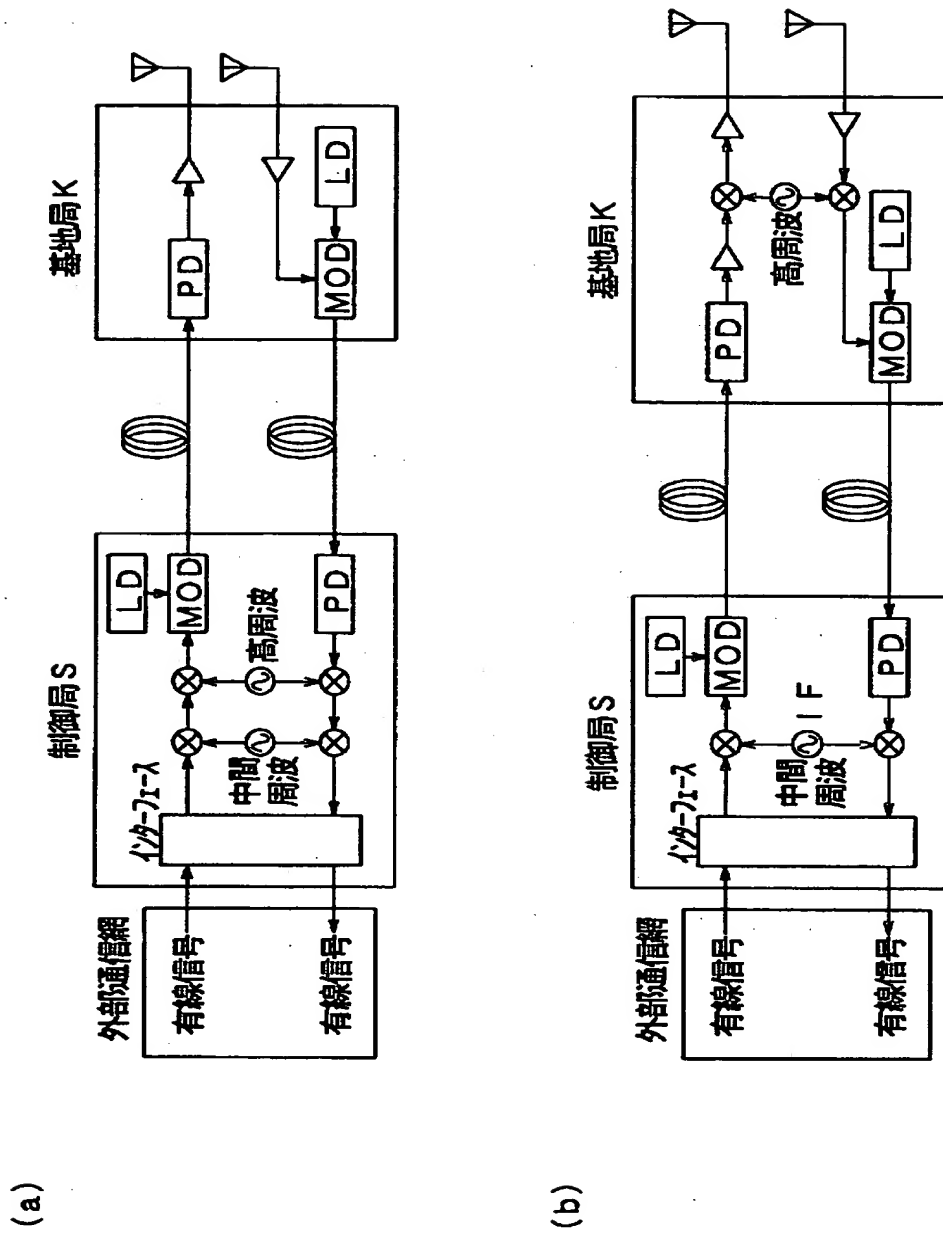 (a)
外部通信網
有線信号
有線信号
制御局S
インターフェース
中間
周波
高周波
LD
MOD
PD
基地局K
PD
LD
MOD
(b)
外部通信網
有線信号
有線信号
制御局S
インターフェース
中間
周波
IF
LD
MOD
PD
基地局K
PD
高周波
LD
MOD